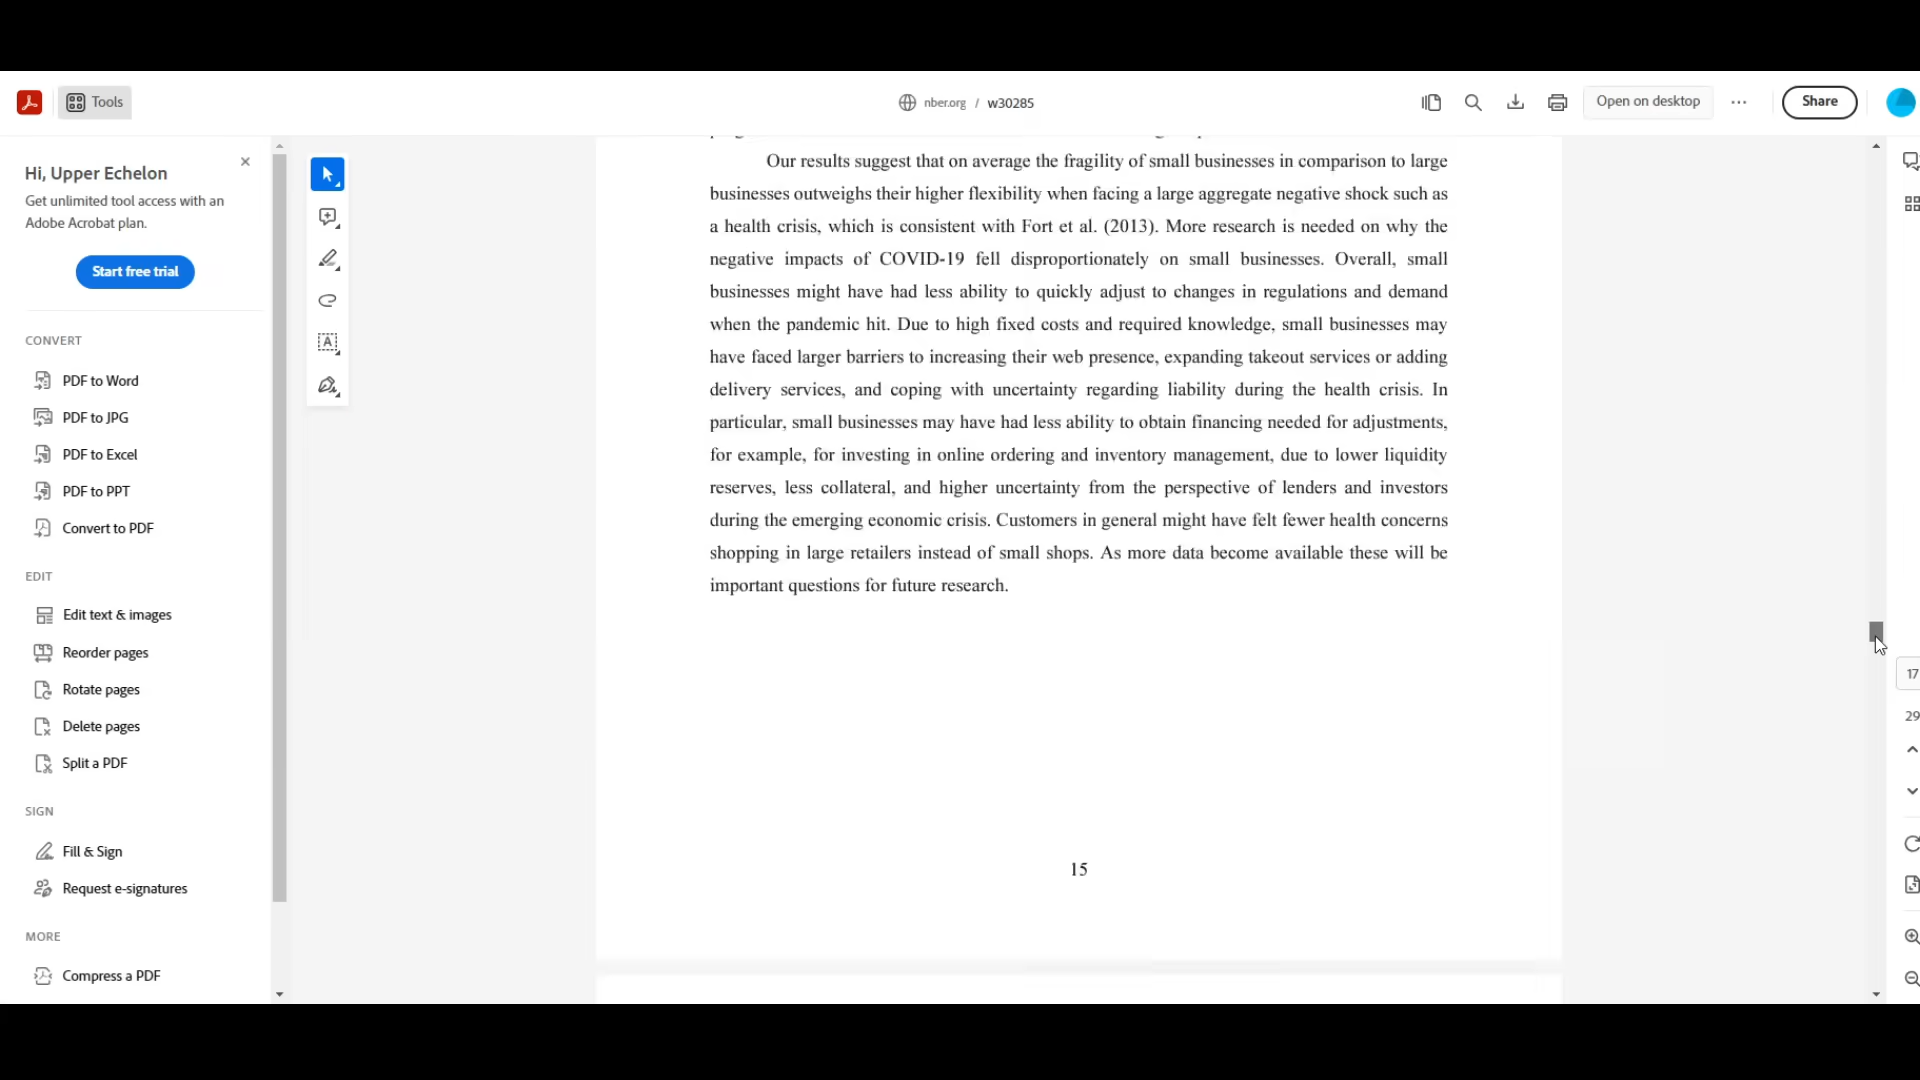 Tools
nber.org / w30285
Open on desktop
Share
Hi, Upper Echelon
Get unlimited tool access with an
Adobe Acrobat plan.
Start free trial
CONVERT
PDF to Word
PDF to JPG
PDF to Excel
PDF to PPT
Convert to PDF
EDIT
Edit text & images
Reorder pages
Rotate pages
Delete pages
Split a PDF
SIGN
Fill & Sign
Request e-signatures
MORE
Compress a PDF
Our results suggest that on average the fragility of small businesses in comparison to large
businesses outweighs their higher flexibility when facing a large aggregate negative shock such as
a health crisis, which is consistent with Fort et al. (2013). More research is needed on why the
negative impacts of COVID-19 fell disproportionately on small businesses. Overall, small
businesses might have had less ability to quickly adjust to changes in regulations and demand
when the pandemic hit. Due to high fixed costs and required knowledge, small businesses may
have faced larger barriers to increasing their web presence, expanding takeout services or adding
delivery services, and coping with uncertainty regarding liability during the health crisis. In
particular, small businesses may have had less ability to obtain financing needed for adjustments,
for example, for investing in online ordering and inventory management, due to lower liquidity
reserves, less collateral, and higher uncertainty from the perspective of lenders and investors
during the emerging economic crisis. Customers in general might have felt fewer health concerns
shopping in large retailers instead of small shops. As more data become available these will be
important questions for future research.
15
17
29